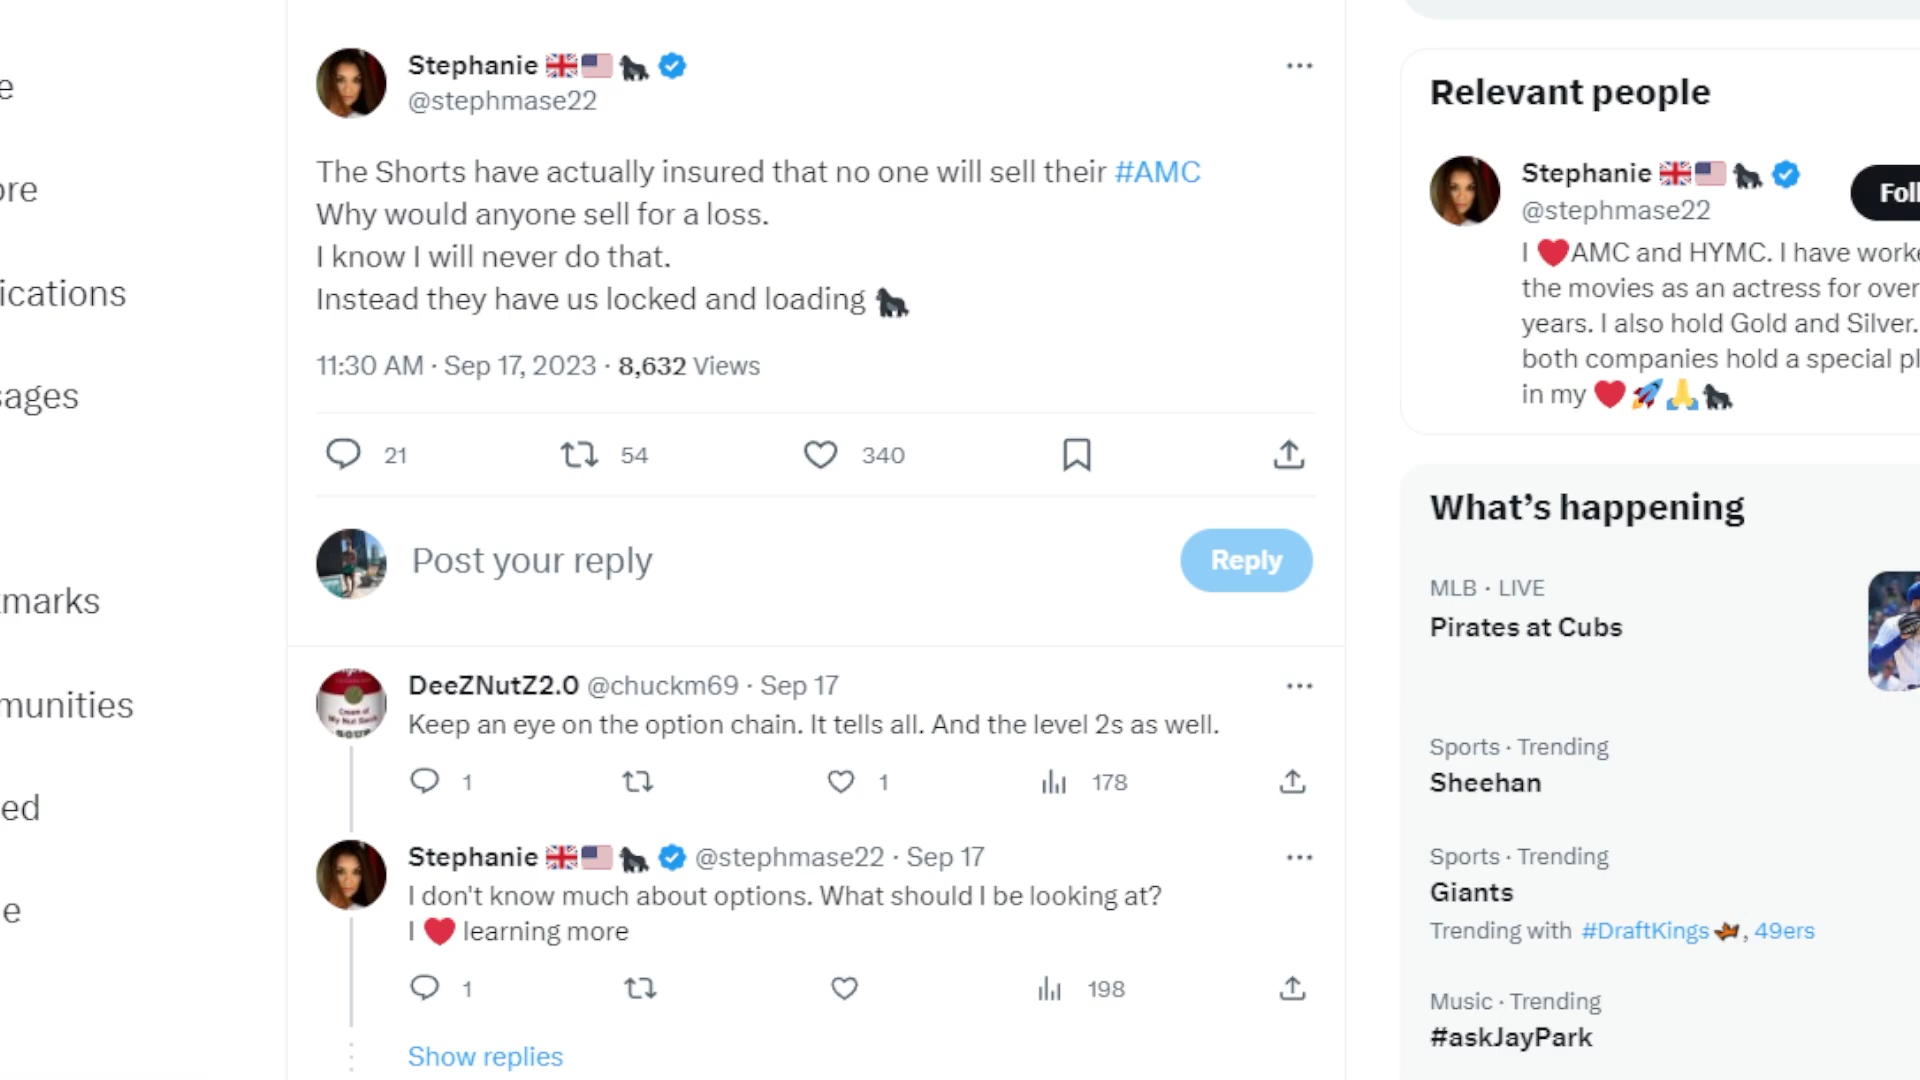 e
ore
ications
sages
kmarks
munities
ed
e
Stephanie 🇬🇧🇺🇸🦍
@stephmase22
The Shorts have actually insured that no one will sell their #AMC
Why would anyone sell for a loss.
I know I will never do that.
Instead they have us locked and loading 🦍
11:30 AM · Sep 17, 2023 · 8,632 Views
21 54 340
Post your reply
Reply
DeeZNutZ2.0 @chuckm69 · Sep 17
Keep an eye on the option chain. It tells all. And the level 2s as well.
1 1 178
Stephanie 🇬🇧🇺🇸🦍 @stephmase22 · Sep 17
I don't know much about options. What should I be looking at?
I ❤️ learning more
1 198
Show replies
Relevant people
Stephanie 🇬🇧🇺🇸🦍
@stephmase22
Foll
I ❤️AMC and HYMC. I have worke
the movies as an actress for over
years. I also hold Gold and Silver.
both companies hold a special pl
in my ❤️🚀🙏🦍
What's happening
MLB · LIVE
Pirates at Cubs
Sports · Trending
Sheehan
Sports · Trending
Giants
Trending with #DraftKings, 49ers
Music · Trending
#askJayPark